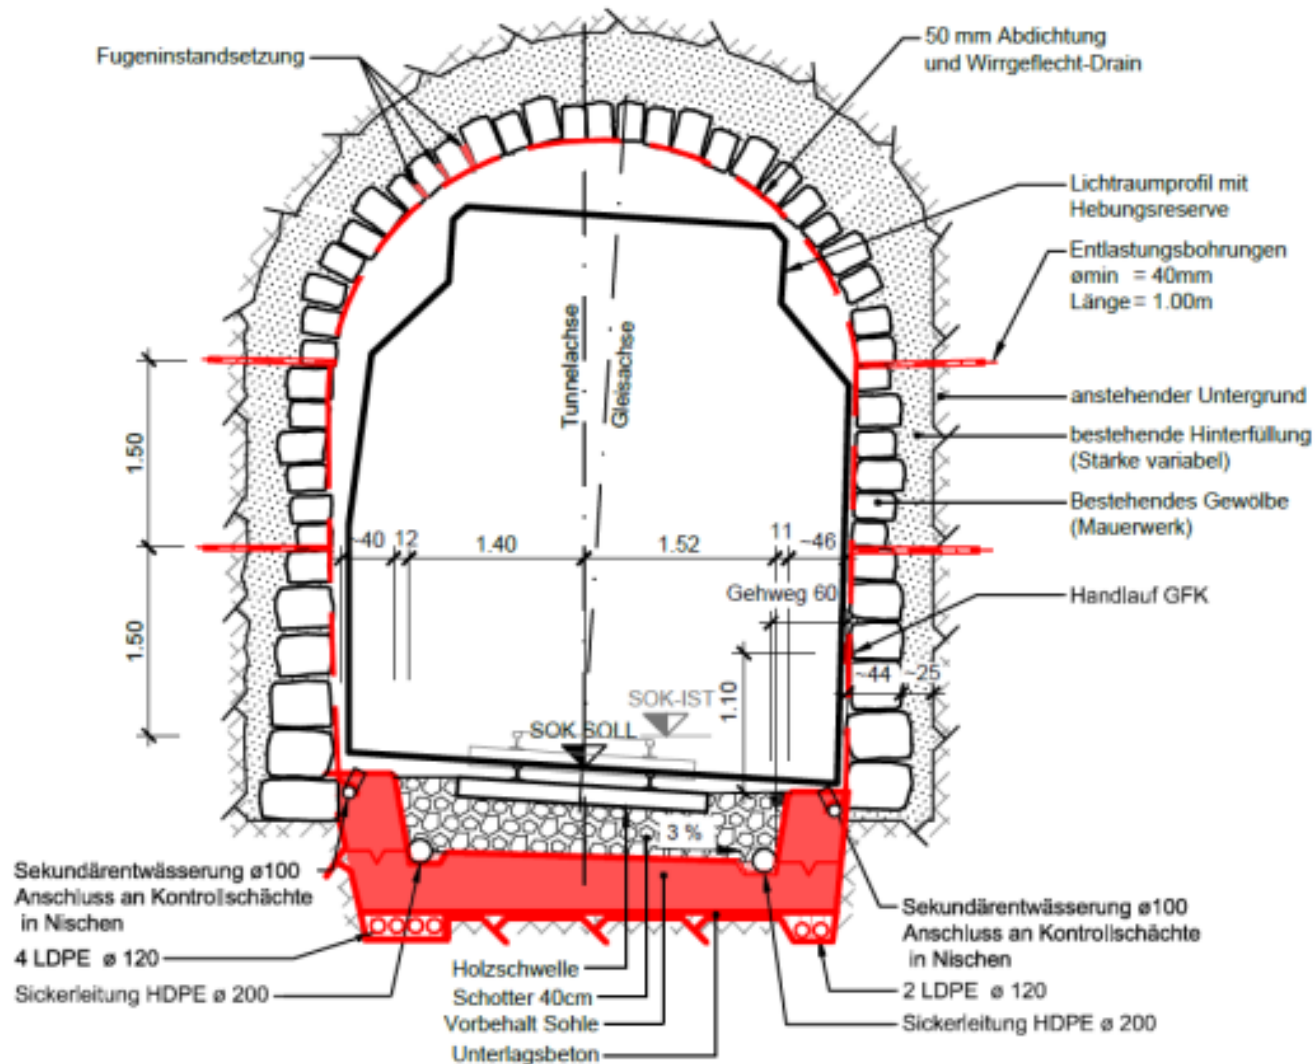 Fugeninstandsetzung
50 mm Abdichtung
und Wirrgeflecht-Drain
Lichtraumprofil mit
Hebungsreserve
Entlastungsbohrungen
ømin = 40mm
Länge = 1.00m
Tunnelachse
Gleisachse
anstehender Untergrund
bestehende Hinterfüllung
(Stärke variabel)
Bestehendes Gewölbe
(Mauerwerk)
1.50
~40
12
1.40
1.52
11
~46
Gehweg 60
Handlauf GFK
1.50
~44
~25
1.10
SOK-IST
SOK SOLL
3 %
Sekundärentwässerung ø100
Anschluss an Kontrollschächte
in Nischen
4 LDPE ø 120
Sickerleitung HDPE ø 200
Holzschwelle
Schotter 40cm
Vorbehalt Sohle
Unterlagsbeton
Sekundärentwässerung ø100
Anschluss an Kontrollschächte
in Nischen
2 LDPE ø 120
Sickerleitung HDPE ø 200